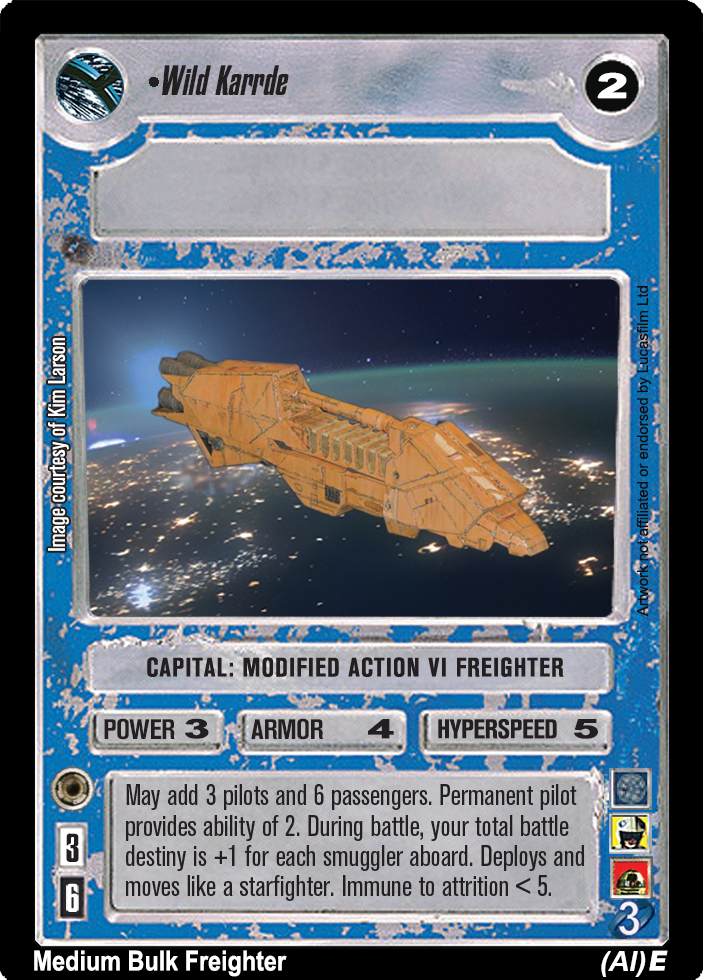 •Wild Karrde
2
Image courtesy of Kim Larson
Artwork not affiliated or endorsed by Lucasfilm Ltd
CAPITAL: MODIFIED ACTION VI FREIGHTER
POWER 3 ARMOR 4 HYPERSPEED 5
May add 3 pilots and 6 passengers. Permanent pilot
provides ability of 2. During battle, your total battle
destiny is +1 for each smuggler aboard. Deploys and
moves like a starfighter. Immune to attrition < 5.
3
6
3
Medium Bulk Freighter (AI) E